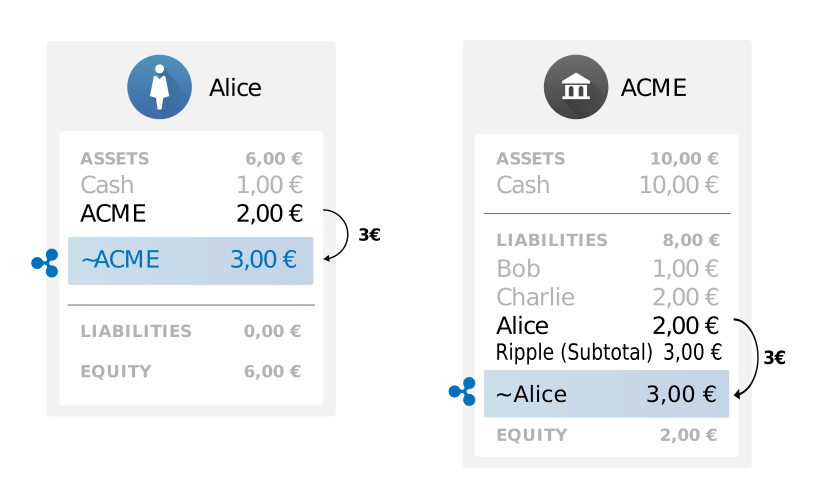 Alice
ASSETS 6,00 €
Cash 1,00 €
ACME 2,00 €
3€
~ACME 3,00 €
LIABILITIES 0,00 €
EQUITY 6,00 €
ACME
ASSETS 10,00 €
Cash 10,00 €
LIABILITIES 8,00 €
Bob 1,00 €
Charlie 2,00 €
Alice 2,00 €
Ripple (Subtotal) 3,00 €
3€
~Alice 3,00 €
EQUITY 2,00 €